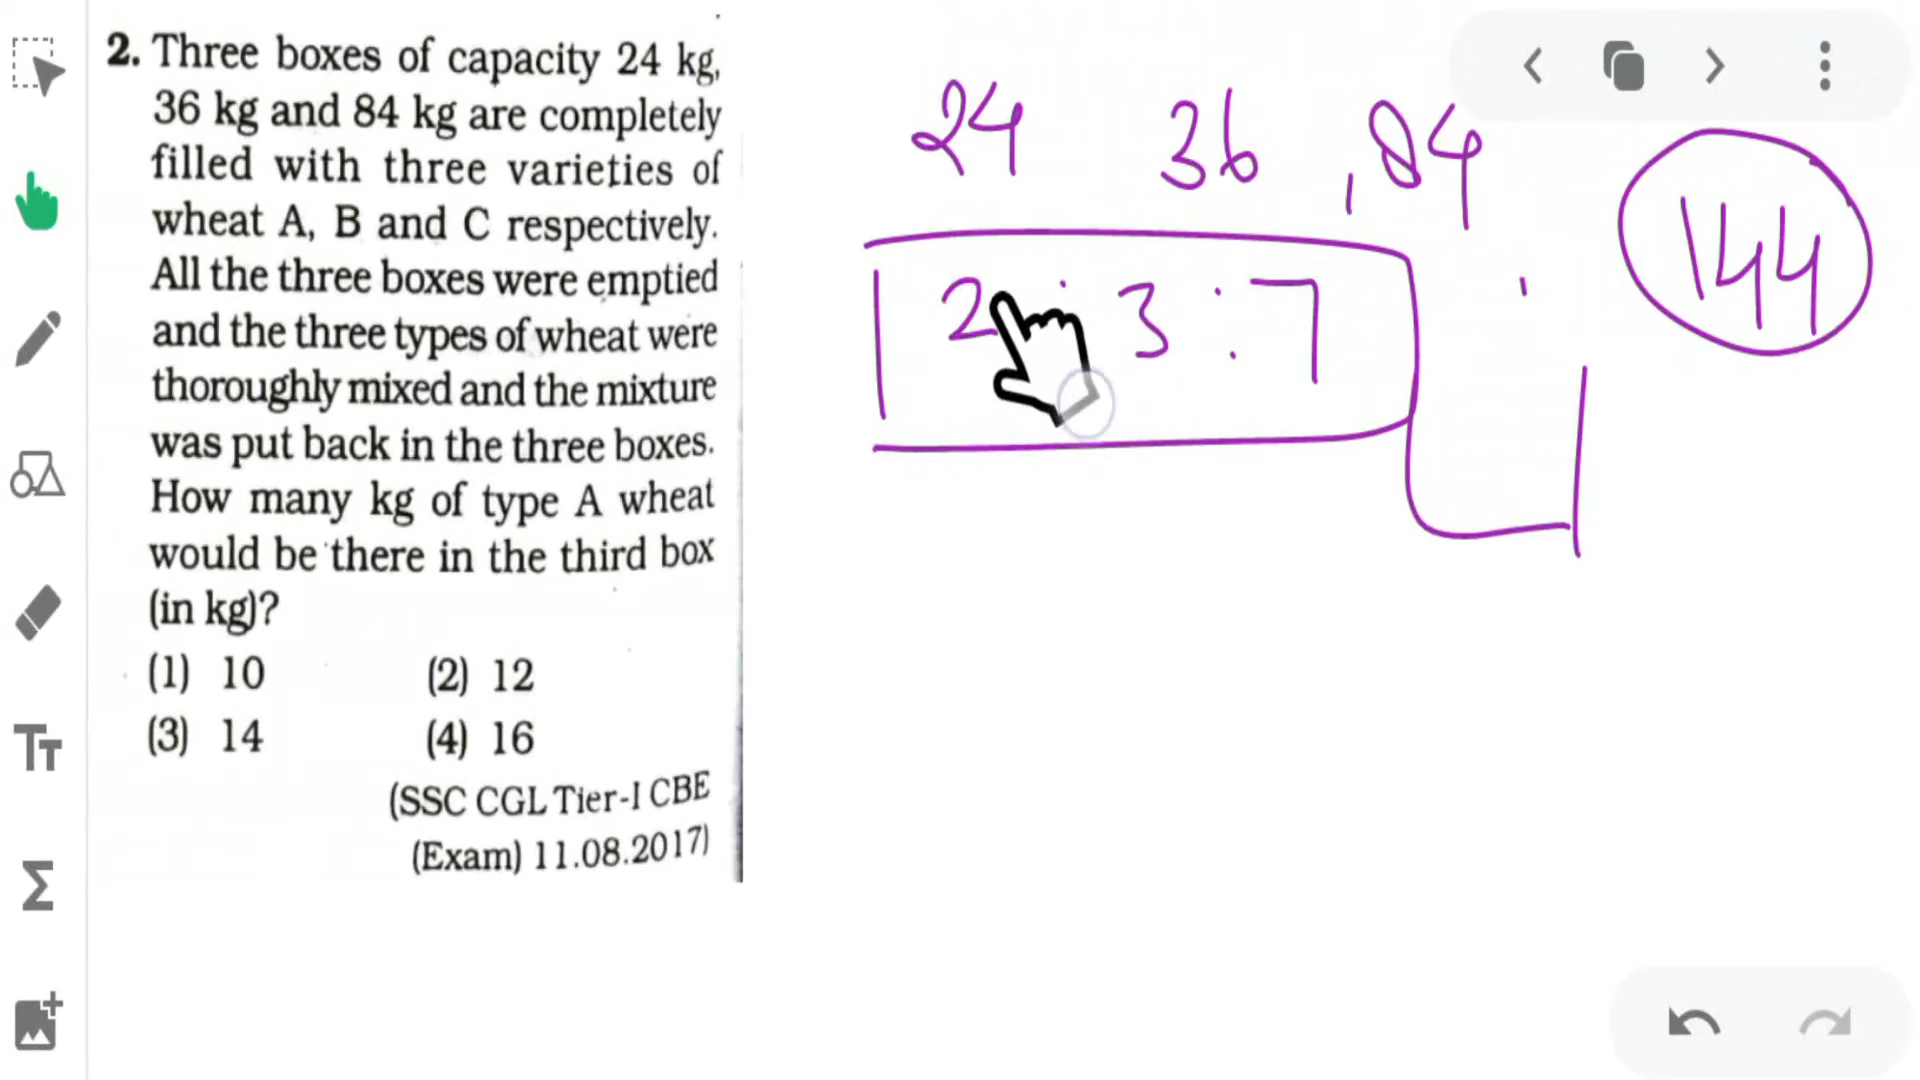 2. Three boxes of capacity 24 kg,
36 kg and 84 kg are completely
filled with three varieties of
wheat A, B and C respectively.
All the three boxes were emptied
and the three types of wheat were
thoroughly mixed and the mixture
was put back in the three boxes.
How many kg of type A wheat
would be there in the third box
(in kg)?
(1) 10 (2) 12
(3) 14 (4) 16
(SSC CGL Tier-I CBE
(Exam) 11.08.2017)
24 36 , 84
144
2 : 3 : 7
TT
Σ